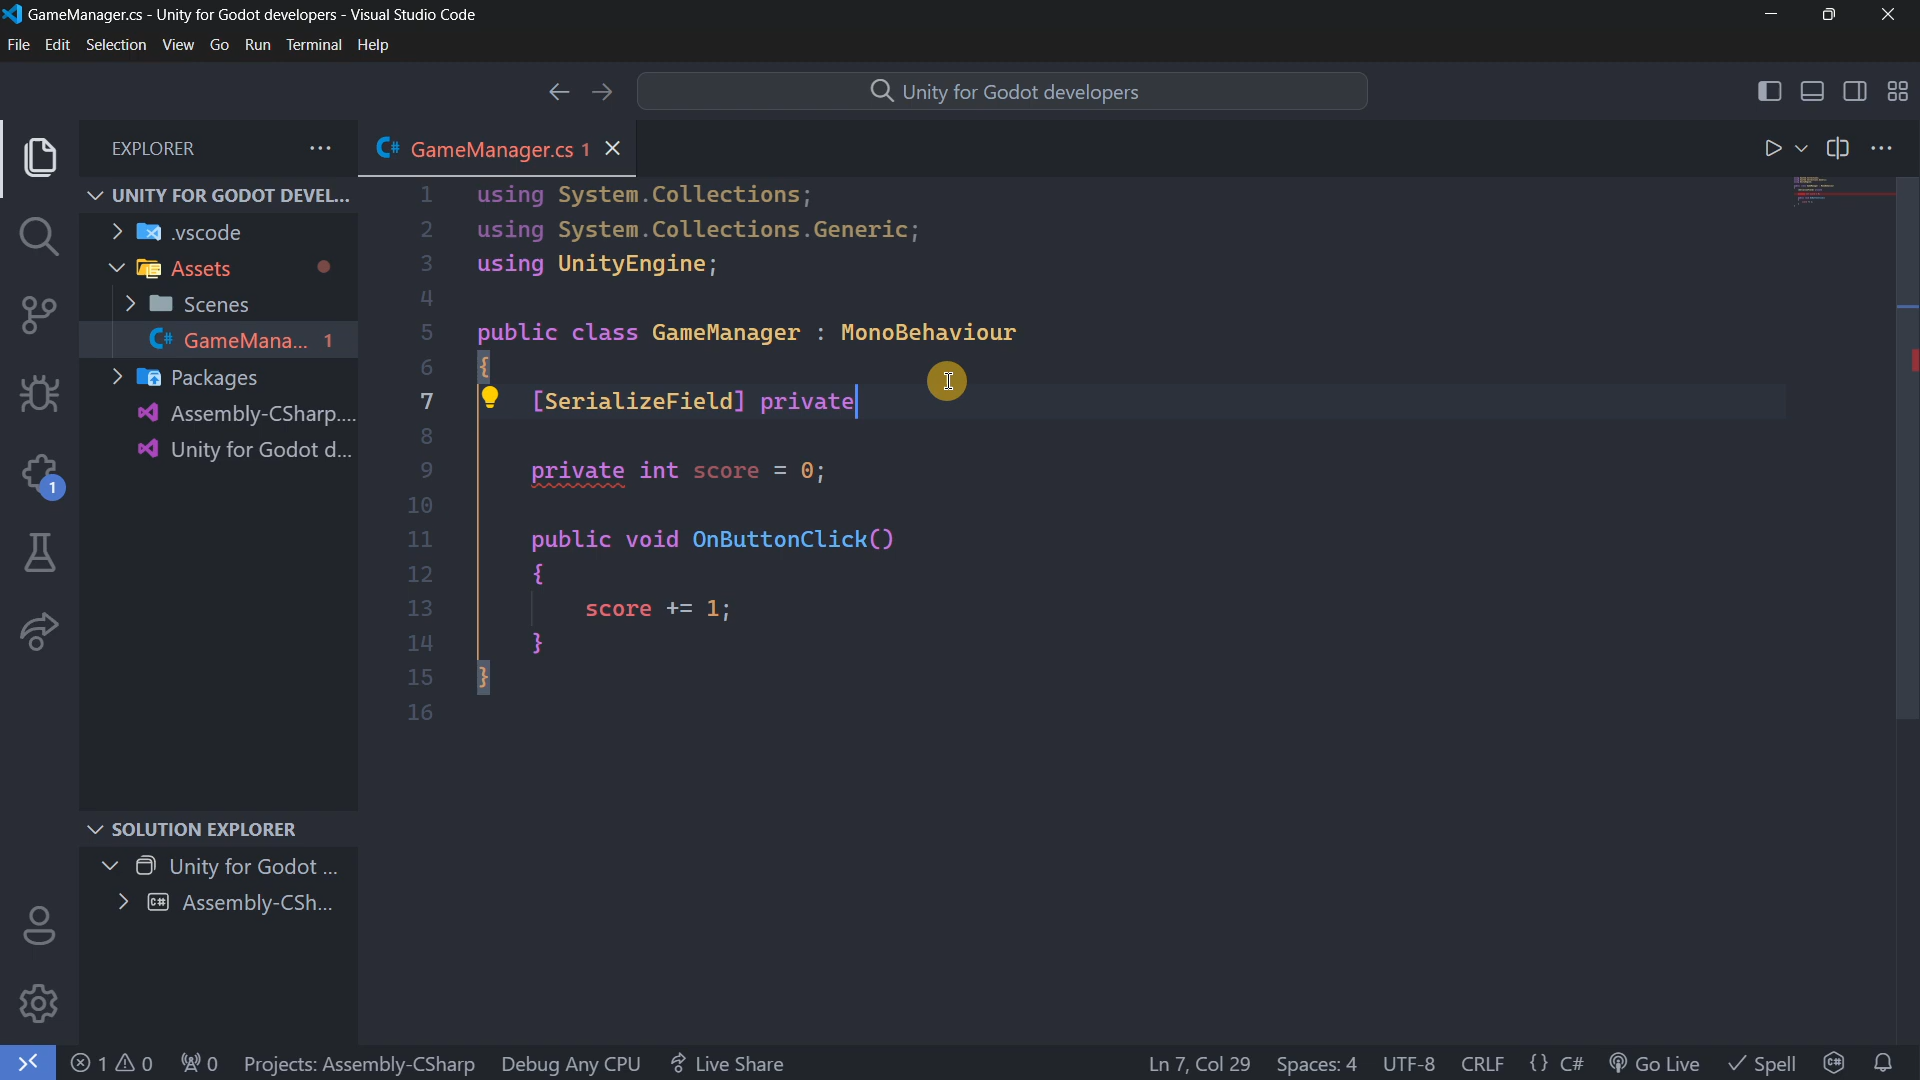 GameManager.cs - Unity for Godot developers - Visual Studio Code
File Edit Selection View Go Run Terminal Help
Unity for Godot developers
EXPLORER
GameManager.cs 1
UNITY FOR GODOT DEVEL...
.vscode
Assets
Scenes
GameMana... 1
Packages
Assembly-CSharp....
Unity for Godot d...
1
1 using System.Collections;
2 using System.Collections.Generic;
3 using UnityEngine;
4
5 public class GameManager : MonoBehaviour
6 {
7 [SerializeField] private
8
9 private int score = 0;
10
11 public void OnButtonClick()
12 {
13 score += 1;
14 }
15 }
16
SOLUTION EXPLORER
Unity for Godot ...
Assembly-CSh...
1 0 0 Projects: Assembly-CSharp Debug Any CPU Live Share Ln 7, Col 29 Spaces: 4 UTF-8 CRLF {} C# Go Live Spell